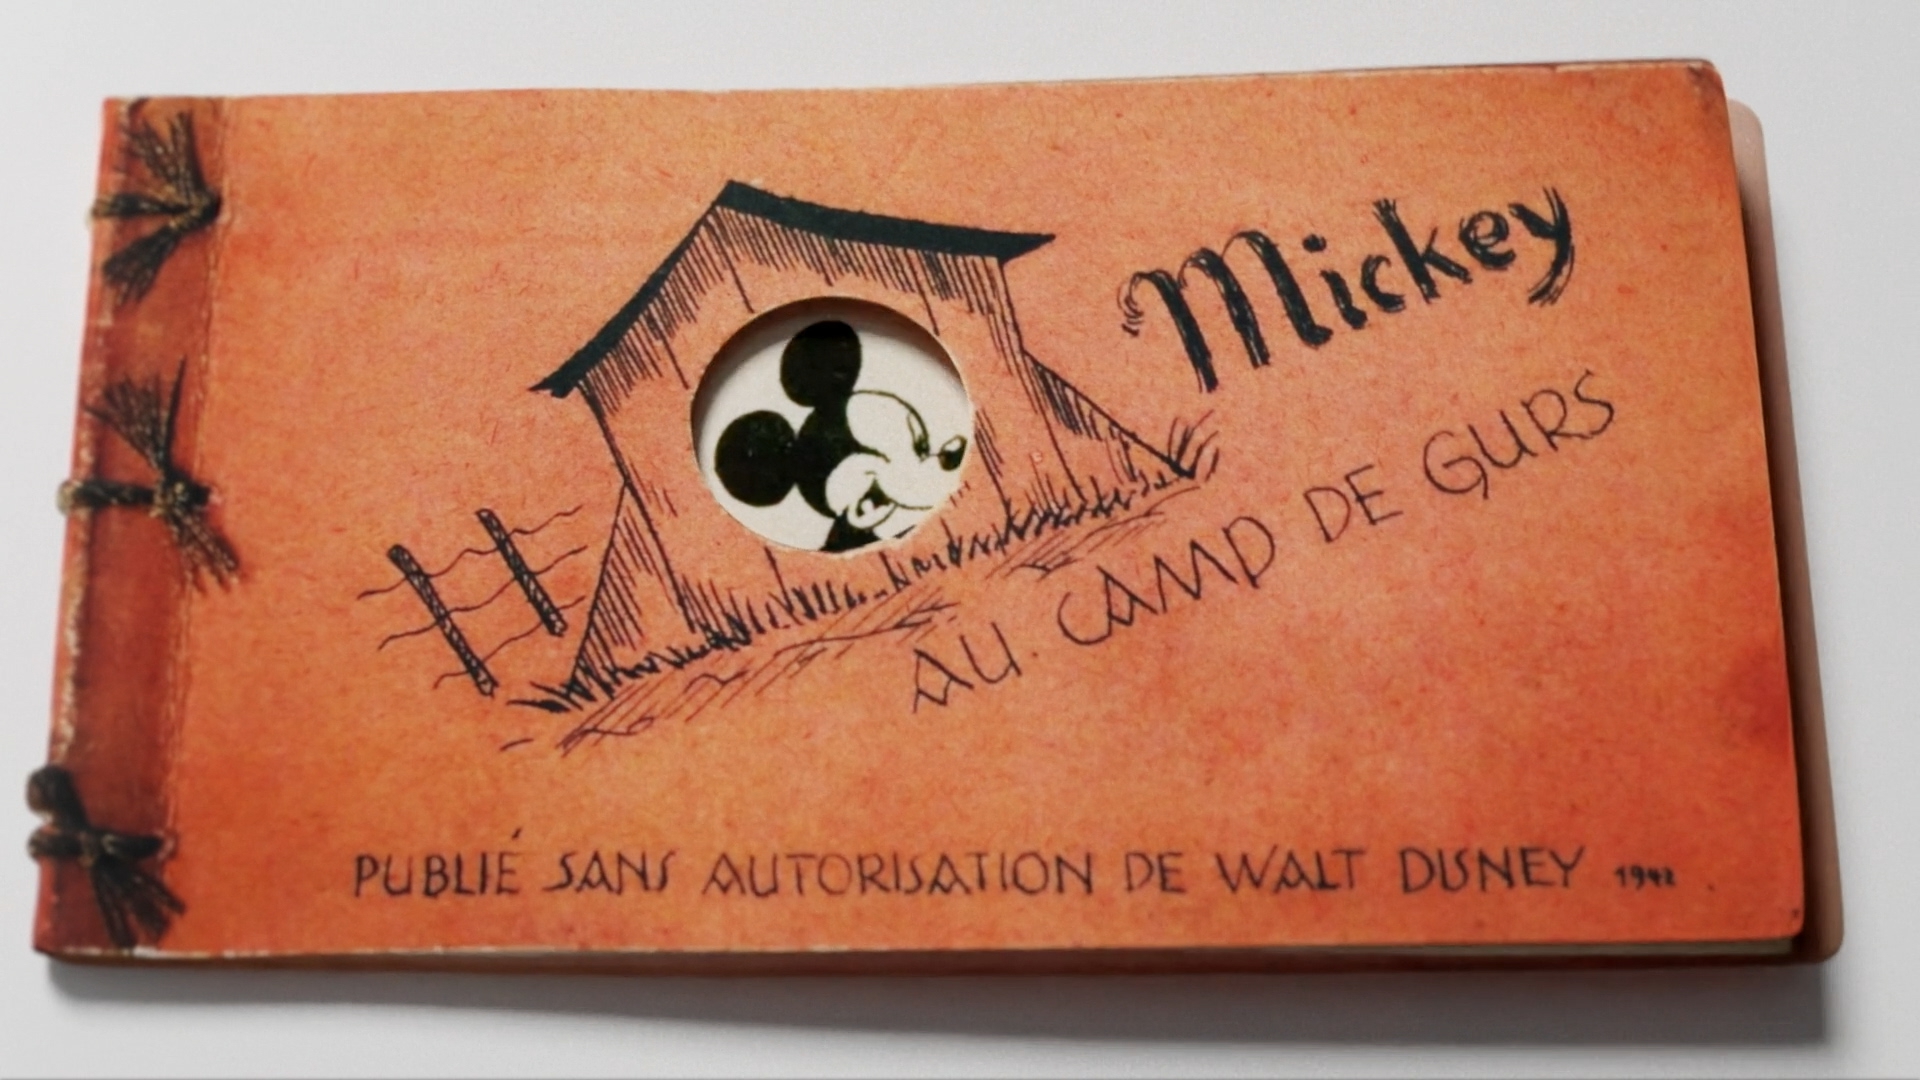 Mickey
AU CAMP DE GURS
PUBLIÉ SANS AUTORISATION DE WALT DISNEY 1942